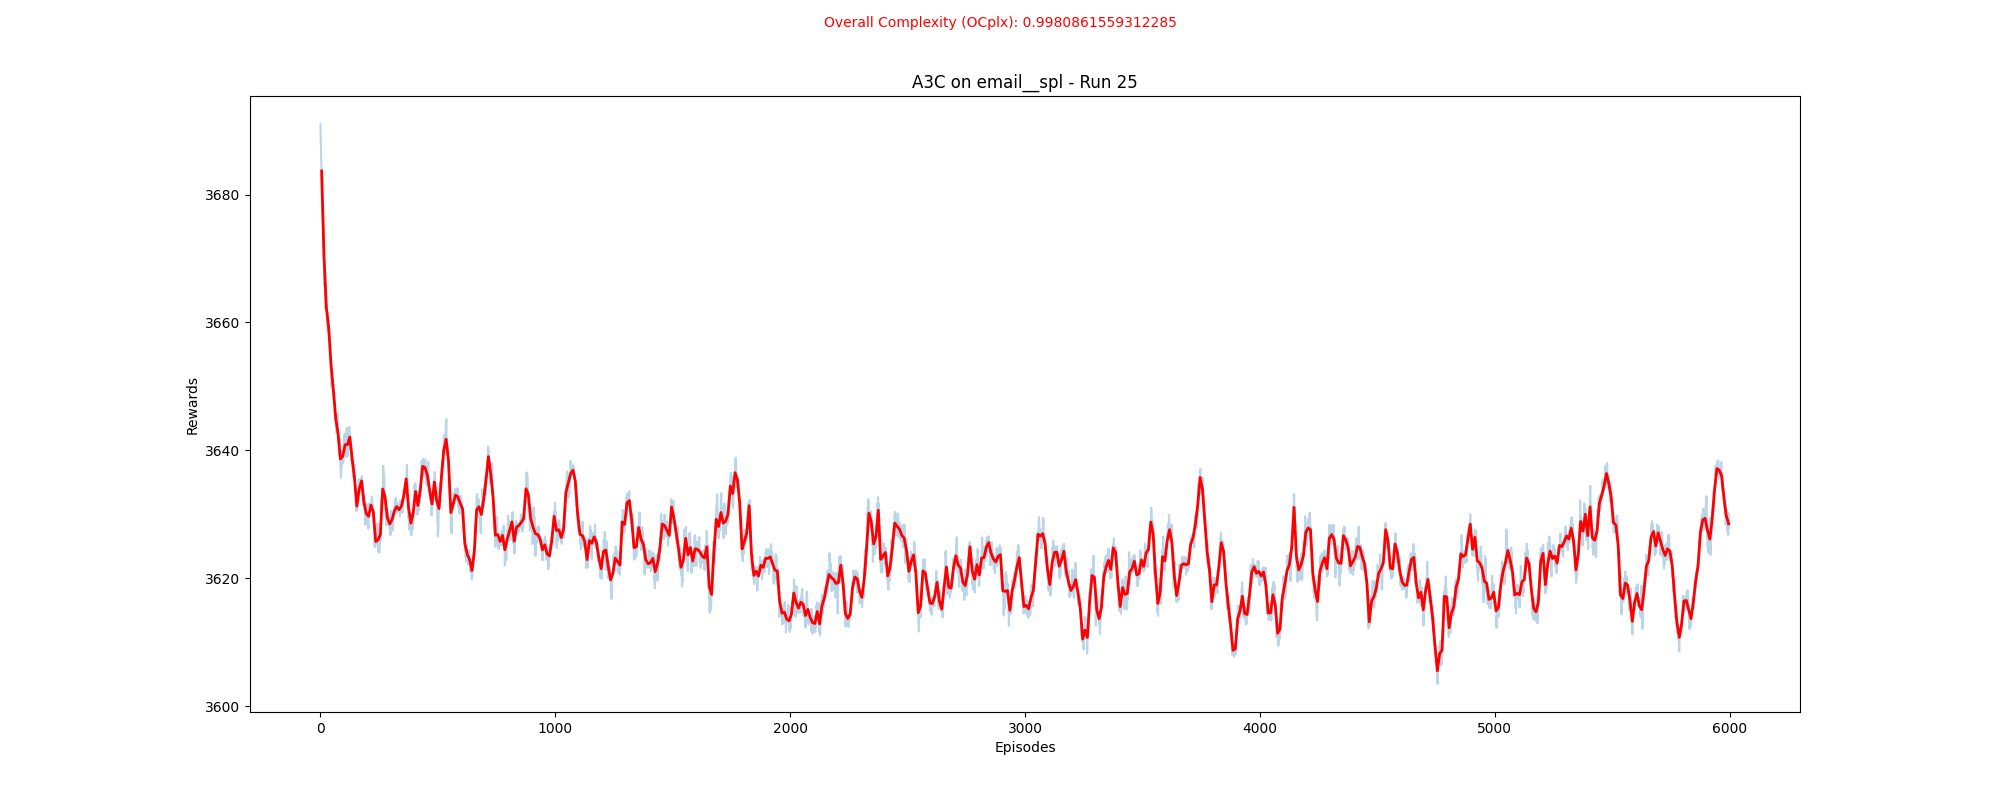 Overall Complexity (OCplx): 0.9980861559312285
A3C on email__spl - Run 25
3680
3660
3640
3620
3600
Rewards
0 1000 2000 3000 4000 5000 6000
Episodes